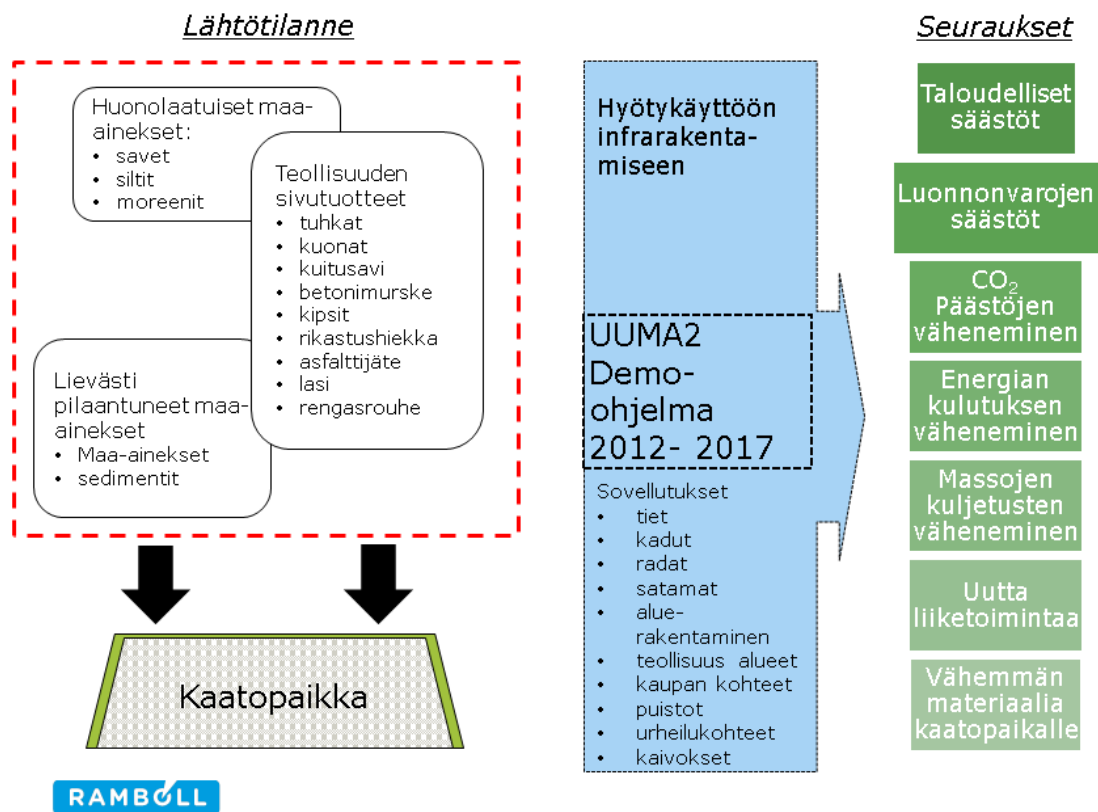 Lähtötilanne
Huonolaatuiset maa-
ainekset:
• savet
• siltit
• moreenit
Teollisuuden
sivutuotteet
• tuhkat
• kuonat
• kuitusavi
• betonimurske
• kipsit
• rikastushiekka
• asfalttijäte
• lasi
• rengasrouhe
Lievästi
pilaantuneet maa-
ainekset
• Maa-ainekset
• sedimentit
Kaatopaikka
RAMBOLL
Hyötykäyttöön
infrarakenta-
miseen
UUMA2
Demo-
ohjelma
2012- 2017
Sovellutukset
• tiet
• kadut
• radat
• satamat
• alue-
rakentaminen
• teollisuus alueet
• kaupan kohteet
• puistot
• urheilukohteet
• kaivokset
Seuraukset
Taloudelliset
säästöt
Luonnonvarojen
säästöt
CO₂
Päästöjen
väheneminen
Energian
kulutuksen
väheneminen
Massojen
kuljetusten
väheneminen
Uutta
liiketoimintaa
Vähemmän
materiaalia
kaatopaikalle